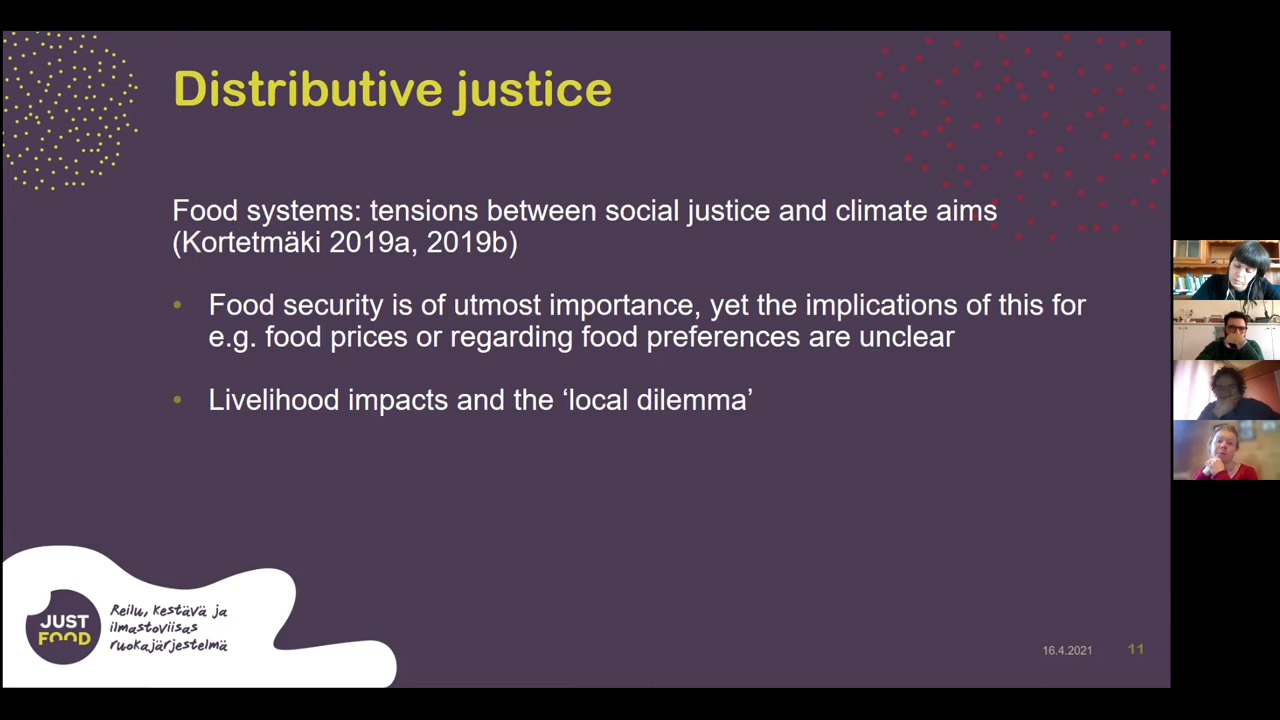 Distributive justice
Food systems: tensions between social justice and climate aims
(Kortetmäki 2019a, 2019b)
• Food security is of utmost importance, yet the implications of this for
e.g. food prices or regarding food preferences are unclear
• Livelihood impacts and the ‘local dilemma’
JUST
FOOD
Reilu, kestävä ja
ilmastoviisas
ruokajärjestelmä
16.4.2021
11